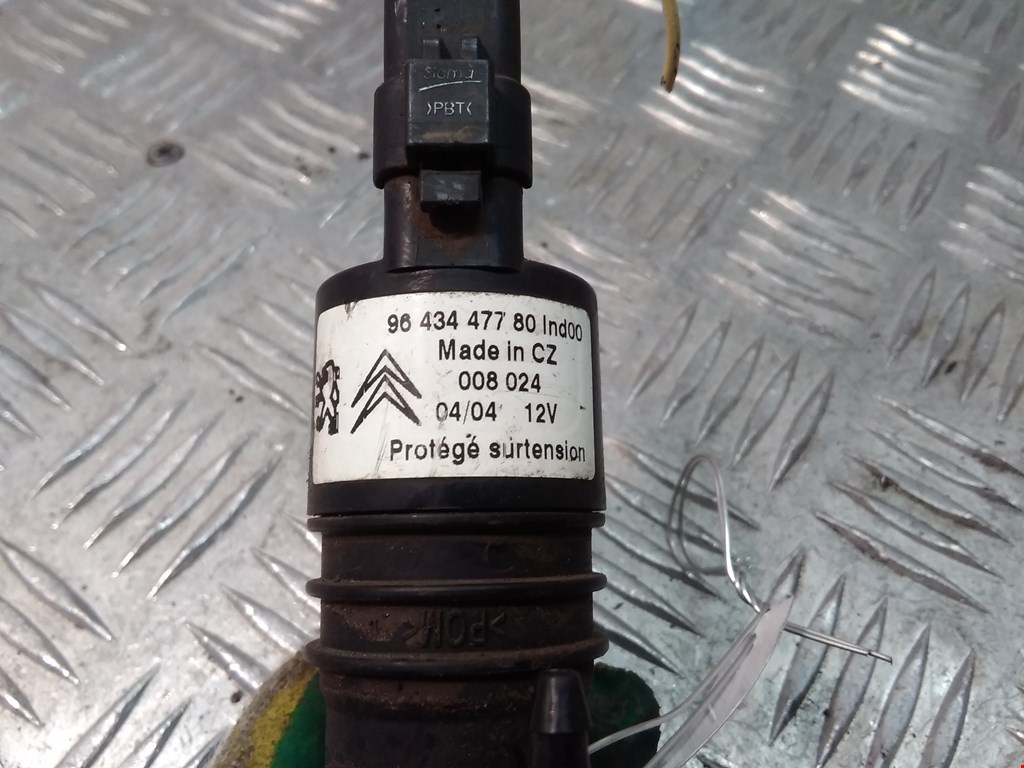 Sicma
>PBT<
96 434 477 80 Ind00
Made in CZ
008 024
04/04 12V
Protégé surtension
>POM<